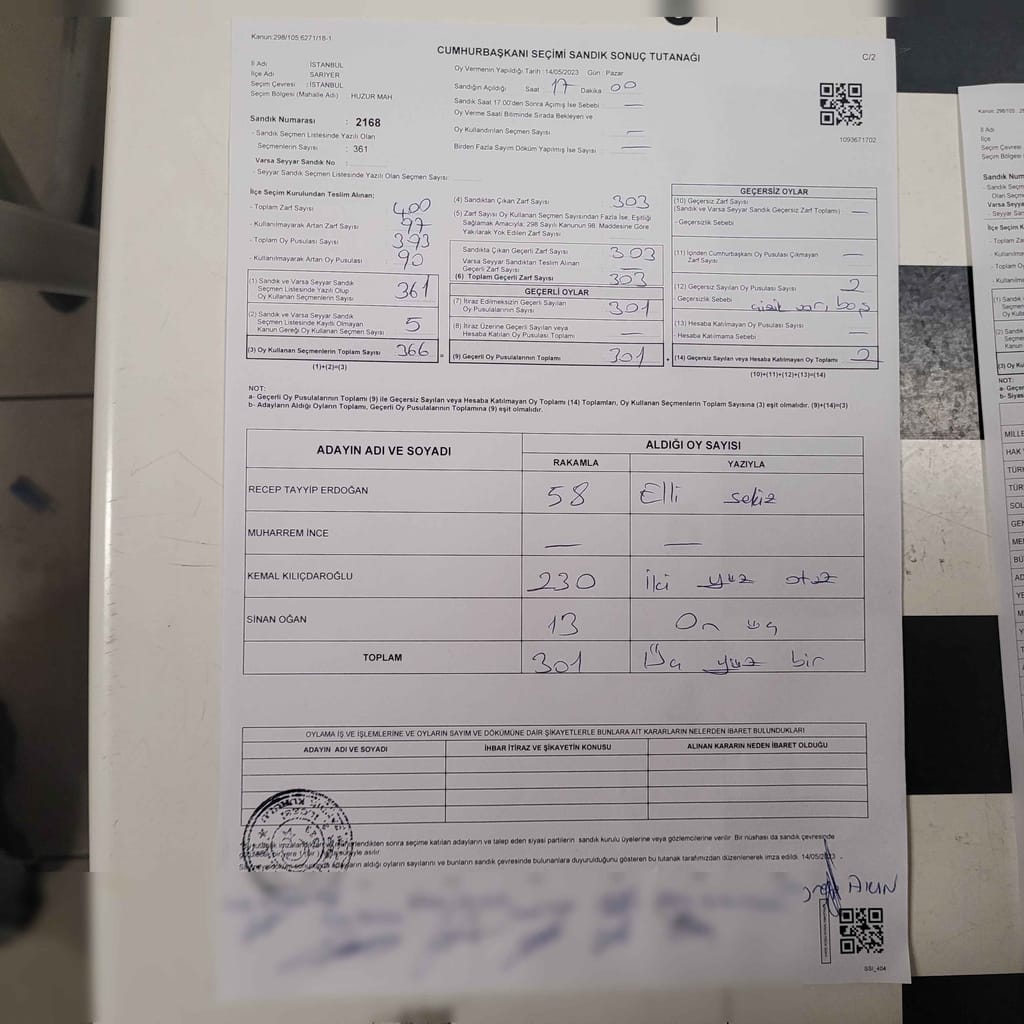 Kanun:298/105,6271/18-1
CUMHURBAŞKANI SEÇİMİ SANDIK SONUÇ TUTANAĞI
C/2
İl Adı : İSTANBUL
İlçe Adı : SARIYER
Seçim Çevresi : İSTANBUL
Seçim Bölgesi (Mahalle Adı) : HUZUR MAH
Sandık Numarası : 2168
- Sandık Seçmen Listesinde Yazılı Olan
Seçmenlerin Sayısı : 361
Varsa Seyyar Sandık No :
- Seyyar Sandık Seçmen Listesinde Yazılı Olan Seçmen Sayısı:
Oy Vermenin Yapıldığı Tarih :14/05/2023 Gün : Pazar
Sandığın Açıldığı Saat 17 Dakika 00
Sandık Saat 17:00'den Sonra Açımış İse Sebebi —
Oy Verme Saati Bitiminde Sırada Bekleyen ve
Oy Kullandırılan Seçmen Sayısı —
Birden Fazla Sayım Döküm Yapılmış İse Sayısı —
1093671702
İlçe Seçim Kurulundan Teslim Alınan:
- Toplam Zarf Sayısı 400
- Kullanılmayarak Artan Zarf Sayısı 97
- Toplam Oy Pusulası Sayısı 393
- Kullanılmayarak Artan Oy Pusulası 90
(1) Sandık ve Varsa Seyyar Sandık
Seçmen Listesinde Yazılı Olup
Oy Kullanan Seçmenlerin Sayısı 361
(2) Sandık ve Varsa Seyyar Sandık
Seçmen Listesinde Kayıtlı Olmayan
Kanun Gereği Oy Kullanan Seçmen Sayısı 5
(3) Oy Kullanan Seçmenlerin Toplam Sayısı 366
(1)+(2)=(3)
(4) Sandıktan Çıkan Zarf Sayısı 303
(5) Zarf Sayısı Oy Kullanan Seçmen Sayısından Fazla İse, Eşitliği
Sağlamak Amacıyla; 298 Sayılı Kanunun 98. Maddesine Göre
Yakılarak Yok Edilen Zarf Sayısı
Sandıkta Çıkan Geçerli Zarf Sayısı 303
Varsa Seyyar Sandıktan Teslim Alınan
Geçerli Zarf Sayısı —
(6) Toplam Geçerli Zarf Sayısı 303
GEÇERLİ OYLAR
(7) İtiraz Edilmeksizin Geçerli Sayılan
Oy Pusulasının Toplamı 301
(8) İtiraz Üzerine Geçerli Sayılan veya
Hesaba Katılan Oy Pusulası Toplamı —
(9) Geçerli Oy Pusulalarının Toplamı 301
GEÇERSİZ OYLAR
(10) Geçersiz Zarf Sayısı
(Sandık ve Varsa Seyyar Sandık Geçersiz Zarf Toplamı) —
- Geçersizlik Sebebi
(11) İçinden Cumhurbaşkanı Oy Pusulası Çıkmayan
Zarf Sayısı —
(12) Geçersiz Sayılan Oy Pusulası Sayısı 2
- Geçersizlik Sebebi boş
(13) Hesaba Katılmayan Oy Pusulası Sayısı —
- Hesaba Katılmama Sebebi
(14) Geçersiz Sayılan veya Hesaba Katılmayan Oy Toplamı 2
(10)+(11)+(12)+(13)=(14)
NOT:
a- Geçerli Oy Pusulalarının Toplamı (9) ile Geçersiz Sayılan veya Hesaba Katılmayan Oy Toplamı (14) Toplamları, Oy Kullanan Seçmenlerin Toplam Sayısına (3) eşit olmalıdır. (9)+(14)=(3)
b- Adayların Aldığı Oyların Toplamı, Geçerli Oy Pusulalarının Toplamına (9) eşit olmalıdır.
ADAYIN ADI VE SOYADI ALDIĞI OY SAYISI
RAKAMLA YAZIYLA
RECEP TAYYİP ERDOĞAN 58 Elli sekiz
MUHARREM İNCE — —
KEMAL KILIÇDAROĞLU 230 İki yüz otuz
SİNAN OĞAN 13 On üç
TOPLAM 301 Üç yüz bir
OYLAMA İŞ VE İŞLEMLERİNE VE OYLARIN SAYIM VE DÖKÜMÜNE DAİR ŞİKAYETLERLE BUNLARA AİT KARARLARIN NELERDEN İBARET BULUNDUKLARI
ADAYIN ADI VE SOYADI İHBAR İTİRAZ VE ŞİKAYETİN KONUSU ALINAN KARARIN NEDEN İBARET OLDUĞU
sonra seçime katılan adayların ve talep eden siyasi partilerin sandık kurulu üyelerine veya gözlemcilerine verilir. Bir nüshası da sandık çevresinde
asılır.
adayların aldığı oyların sayılarını ve bunların sandık çevresinde bulunanlara duyurulduğunu gösteren bu tutanak tarafımızdan düzenlenerek imza edildi. 14/05/2023
AKIN
SSI_404